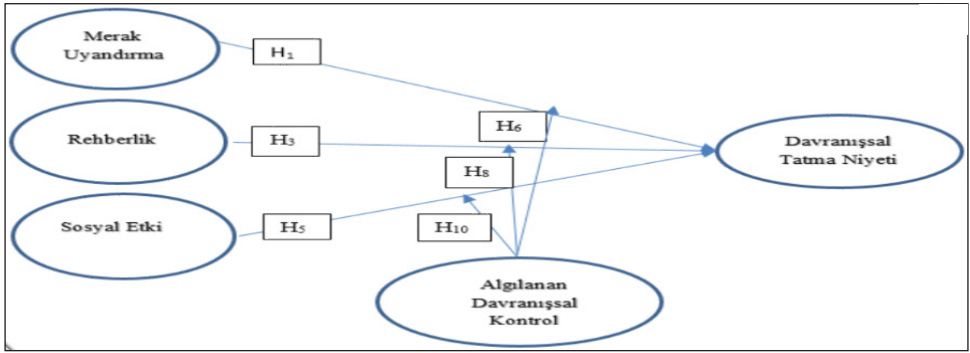 Merak
Uyandırma
H₁
Rehberlik
H₃
H₆
Davranışsal
Tatma Niyeti
H₈
Sosyal Etki
H₅
H₁₀
Algılanan
Davranışsal
Kontrol